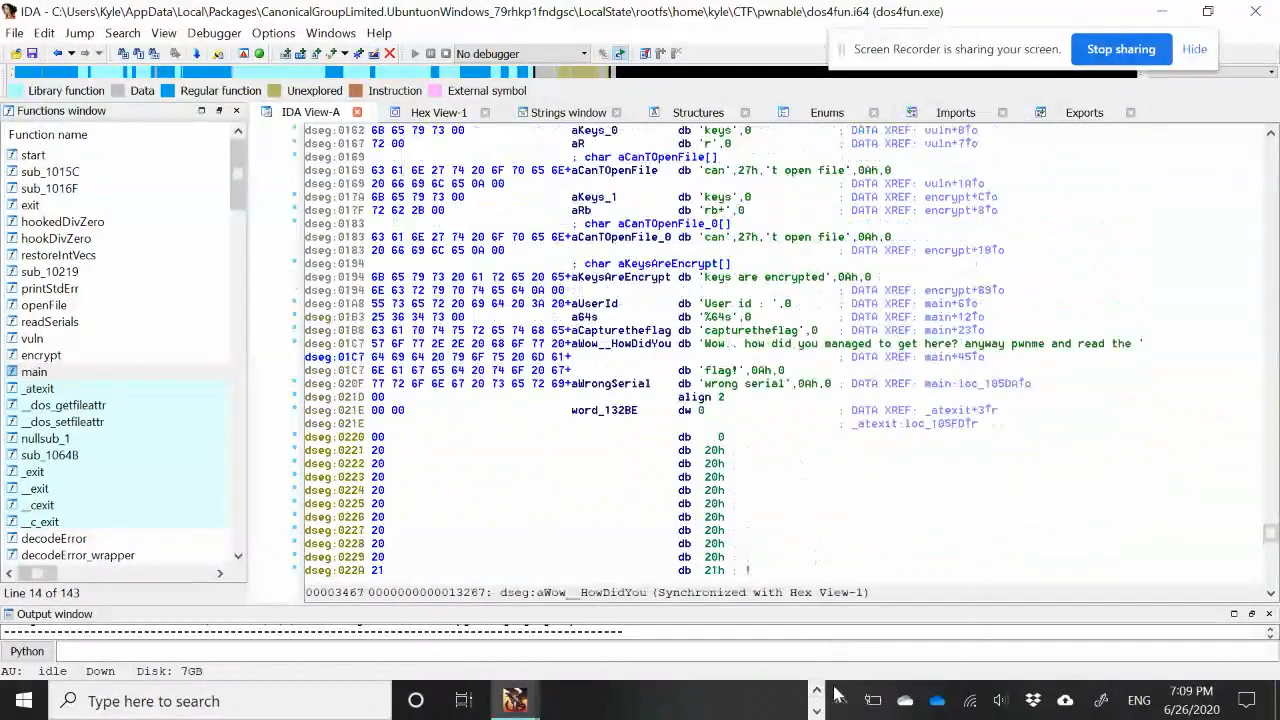 IDA - C:\Users\Kyle\AppData\Local\Packages\CanonicalGroupLimited.UbuntuonWindows_79rhkp1fndgsc\LocalState\rootfs\home\kyle\CTF\pwnable\dos4fun.i64 (dos4fun.exe)
File Edit Jump Search View Debugger Options Windows Help
No debugger
Screen Recorder is sharing your screen. Stop sharing Hide
Library function Data Regular function Unexplored Instruction External symbol
Functions window
IDA View-A Hex View-1 Strings window Structures Enums Imports Exports
Function name
start
sub_1015C
sub_1016F
exit
hookedDivZero
hookDivZero
restoreIntVecs
sub_10219
printStdErr
openFile
readSerials
vuln
encrypt
main
_atexit
__dos_getfileattr
__dos_setfileattr
nullsub_1
sub_1064B
_exit
__exit
__cexit
__c_exit
decodeError
decodeError_wrapper
Line 14 of 143
dseg:0162 6B 65 79 73 00 aKeys_0 db 'keys',0 ; DATA XREF: vuln+8↑o
dseg:0167 72 00 aR db 'r',0 ; DATA XREF: vuln+7↑o
dseg:0169 ; char aCanTOpenFile[]
dseg:0169 63 61 6E 27 74 20 6F 70 65 6E+aCanTOpenFile db 'can',27h,'t open file',0Ah,0
dseg:0169 20 66 69 6C 65 0A 00 ; DATA XREF: vuln+1A↑o
dseg:017A 6B 65 79 73 00 aKeys_1 db 'keys',0 ; DATA XREF: encrypt+C↑o
dseg:017F 72 62 2B 00 aRb db 'rb+',0 ; DATA XREF: encrypt+8↑o
dseg:0183 ; char aCanTOpenFile_0[]
dseg:0183 63 61 6E 27 74 20 6F 70 65 6E+aCanTOpenFile_0 db 'can',27h,'t open file',0Ah,0
dseg:0183 20 66 69 6C 65 0A 00 ; DATA XREF: encrypt+18↑o
dseg:0194 ; char aKeysAreEncrypt[]
dseg:0194 6B 65 79 73 20 61 72 65 20 65+aKeysAreEncrypt db 'keys are encrypted',0Ah,0
dseg:0194 6E 63 72 79 70 74 65 64 0A 00 ; DATA XREF: encrypt+89↑o
dseg:01A8 55 73 65 72 20 69 64 20 3A 20+aUserId db 'User id : ',0 ; DATA XREF: main+6↑o
dseg:01B3 25 36 34 73 00 a64s db '%64s',0 ; DATA XREF: main+12↑o
dseg:01B8 63 61 70 74 75 72 65 74 68 65+aCapturetheflag db 'capturetheflag',0 ; DATA XREF: main+23↑o
dseg:01C7 57 6F 77 2E 2E 20 68 6F 77 20+aWow__HowDidYou db 'Wow.. how did you managed to get here? anyway pwnme and read the '
dseg:01C7 64 69 64 20 79 6F 75 20 6D 61+ ; DATA XREF: main+45↑o
dseg:01C7 6E 61 67 65 64 20 74 6F 20 67+ db 'flag!',0Ah,0
dseg:020F 77 72 6F 6E 67 20 73 65 72 69+aWrongSerial db 'wrong serial',0Ah,0 ; DATA XREF: main:loc_105DA↑o
dseg:021D 00 align 2
dseg:021E 00 00 word_132BE dw 0 ; DATA XREF: _atexit+3↑r
dseg:021E ; _atexit:loc_105FD↑r
dseg:0220 00 db 0
dseg:0221 20 db 20h ;
dseg:0222 20 db 20h ;
dseg:0223 20 db 20h ;
dseg:0224 20 db 20h ;
dseg:0225 20 db 20h ;
dseg:0226 20 db 20h ;
dseg:0227 20 db 20h ;
dseg:0228 20 db 20h ;
dseg:0229 20 db 20h ;
dseg:022A 21 db 21h ; !
00003467 0000000000013267: dseg:aWow__HowDidYou (Synchronized with Hex View-1)
Output window
Python
AU: idle Down Disk: 7GB
Type here to search
ENG
7:09 PM
6/26/2020